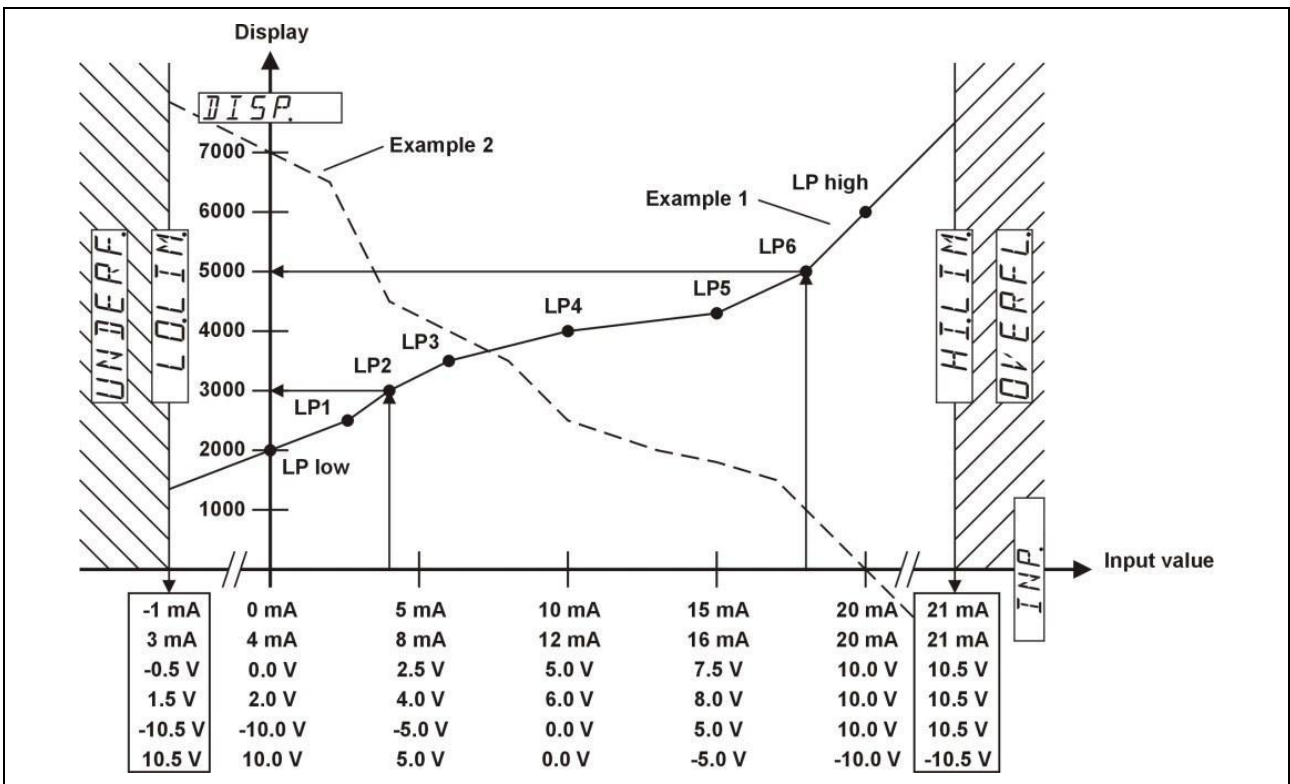 Display
DISP.
7000
Example 2
6000
Example 1
LP high
5000
LP6
4000
LP4
LP5
LP3
3000
LP2
LP1
2000
LP low
1000
UNDERF.
LO.LIM.
HI.LIM.
OVERFL.
INP.
Input value
-1 mA 0 mA 5 mA 10 mA 15 mA 20 mA 21 mA
3 mA 4 mA 8 mA 12 mA 16 mA 20 mA 21 mA
-0.5 V 0.0 V 2.5 V 5.0 V 7.5 V 10.0 V 10.5 V
1.5 V 2.0 V 4.0 V 6.0 V 8.0 V 10.0 V 10.5 V
-10.5 V -10.0 V -5.0 V 0.0 V 5.0 V 10.0 V 10.5 V
10.5 V 10.0 V 5.0 V 0.0 V -5.0 V -10.0 V -10.5 V